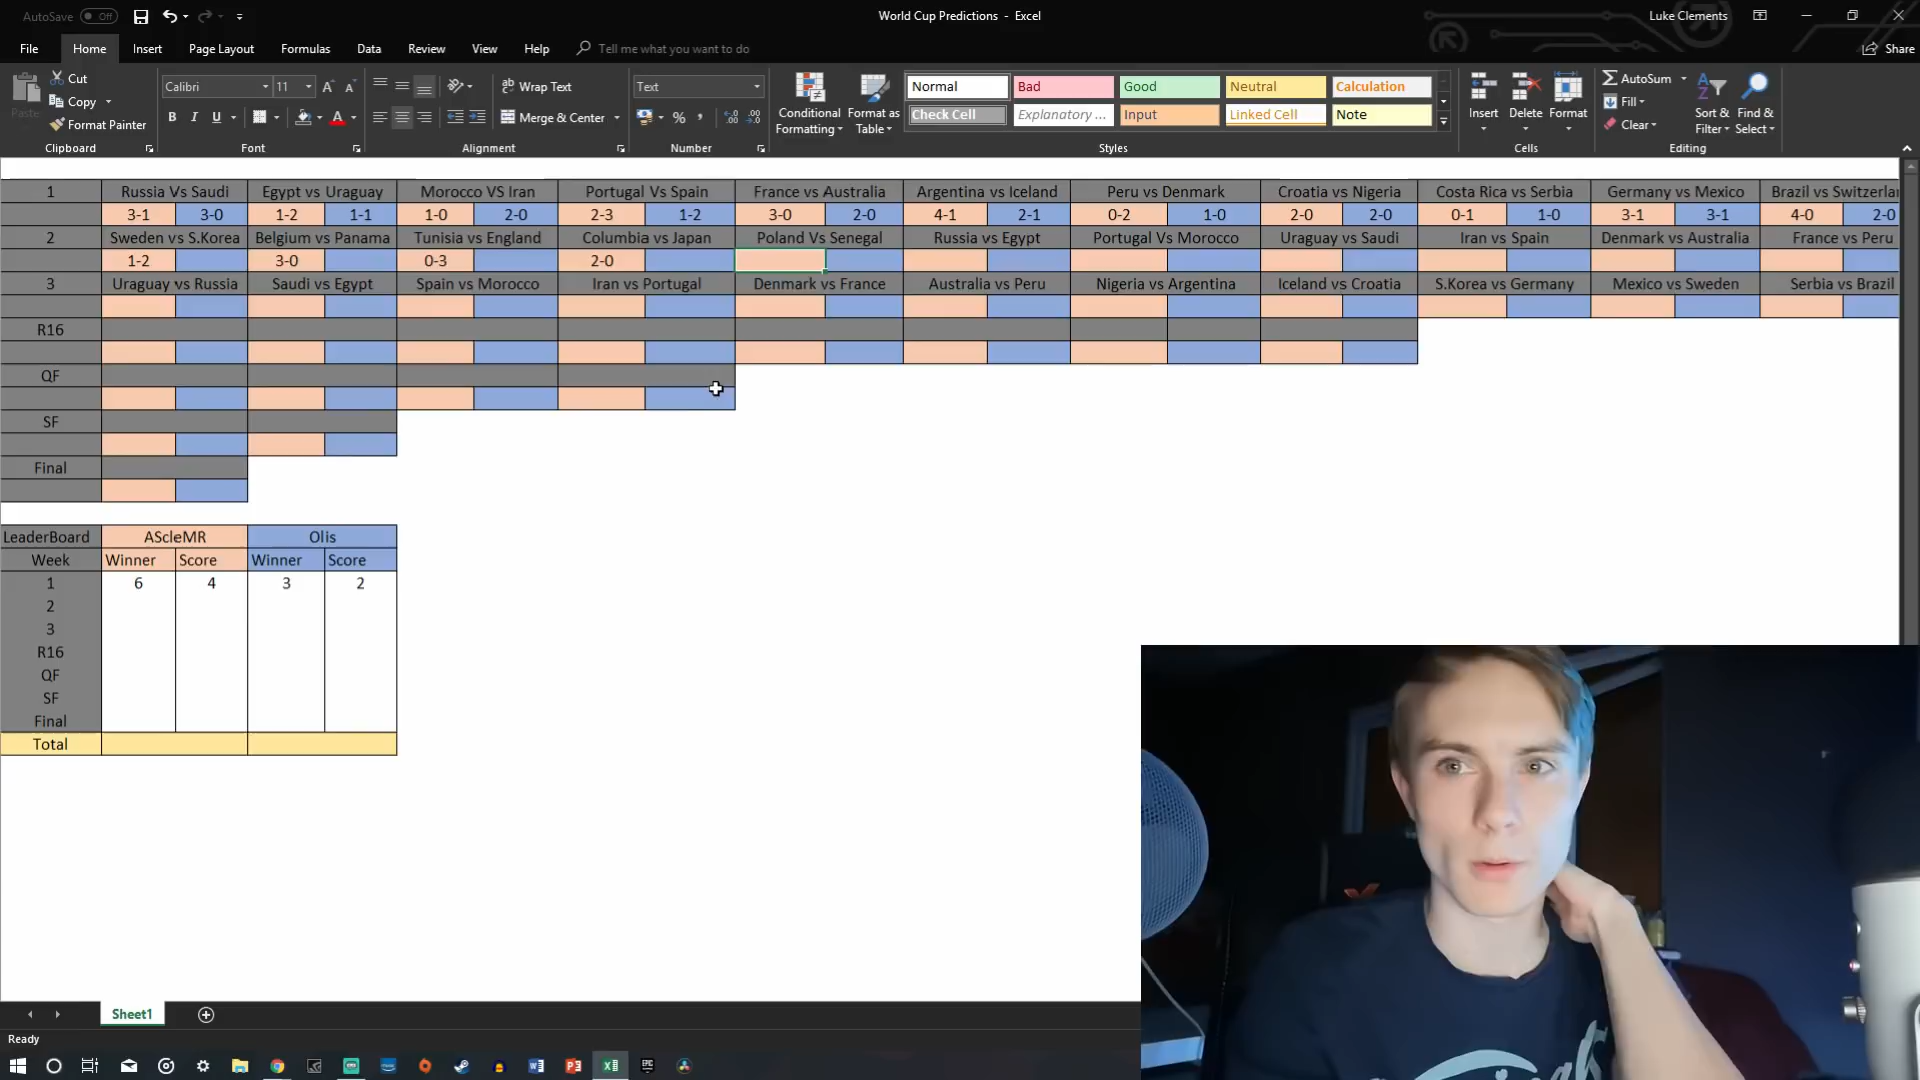 AutoSave Off World Cup Predictions - Excel Luke Clements
File Home Insert Page Layout Formulas Data Review View Help Tell me what you want to do Share
Paste Cut Copy Format Painter Clipboard
Calibri 11 B I U Font
Wrap Text Merge & Center Alignment
Text % , Number
Conditional Formatting Format as Table
Normal Bad Good Neutral Calculation
Check Cell Explanatory ... Input Linked Cell Note
Styles
Insert Delete Format Cells
AutoSum Fill Clear Sort & Filter Find & Select Editing
1 Russia Vs Saudi Egypt vs Uraguay Morocco VS Iran Portugal Vs Spain France vs Australia Argentina vs Iceland Peru vs Denmark Croatia vs Nigeria Costa Rica vs Serbia Germany vs Mexico Brazil vs Switzerlan
3-1 3-0 1-2 1-1 1-0 2-0 2-3 1-2 3-0 2-0 4-1 2-1 0-2 1-0 2-0 2-0 0-1 1-0 3-1 3-1 4-0 2-0
2 Sweden vs S.Korea Belgium vs Panama Tunisia vs England Columbia vs Japan Poland Vs Senegal Russia vs Egypt Portugal Vs Morocco Uraguay vs Saudi Iran vs Spain Denmark vs Australia France vs Peru
1-2 3-0 0-3 2-0
3 Uraguay vs Russia Saudi vs Egypt Spain vs Morocco Iran vs Portugal Denmark vs France Australia vs Peru Nigeria vs Argentina Iceland vs Croatia S.Korea vs Germany Mexico vs Sweden Serbia vs Brazil
R16
QF
SF
Final
LeaderBoard AScleMR Olis
Week Winner Score Winner Score
1 6 4 3 2
2
3
R16
QF
SF
Final
Total
Sheet1
Ready